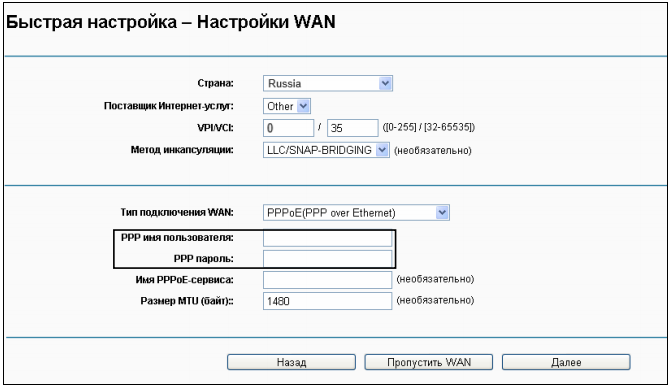 Быстрая настройка – Настройки WAN
Страна: Russia
Поставщик Интернет-услуг: Other
VPI/VCI: 0 / 35 ([0-255] / [32-65535])
Метод инкапсуляции: LLC/SNAP-BRIDGING (необязательно)
Тип подключения WAN: PPPoE(PPP over Ethernet)
PPP имя пользователя:
PPP пароль:
Имя PPPoE-сервиса: (необязательно)
Размер MTU (байт):: 1480 (необязательно)
Назад Пропустить WAN Далее